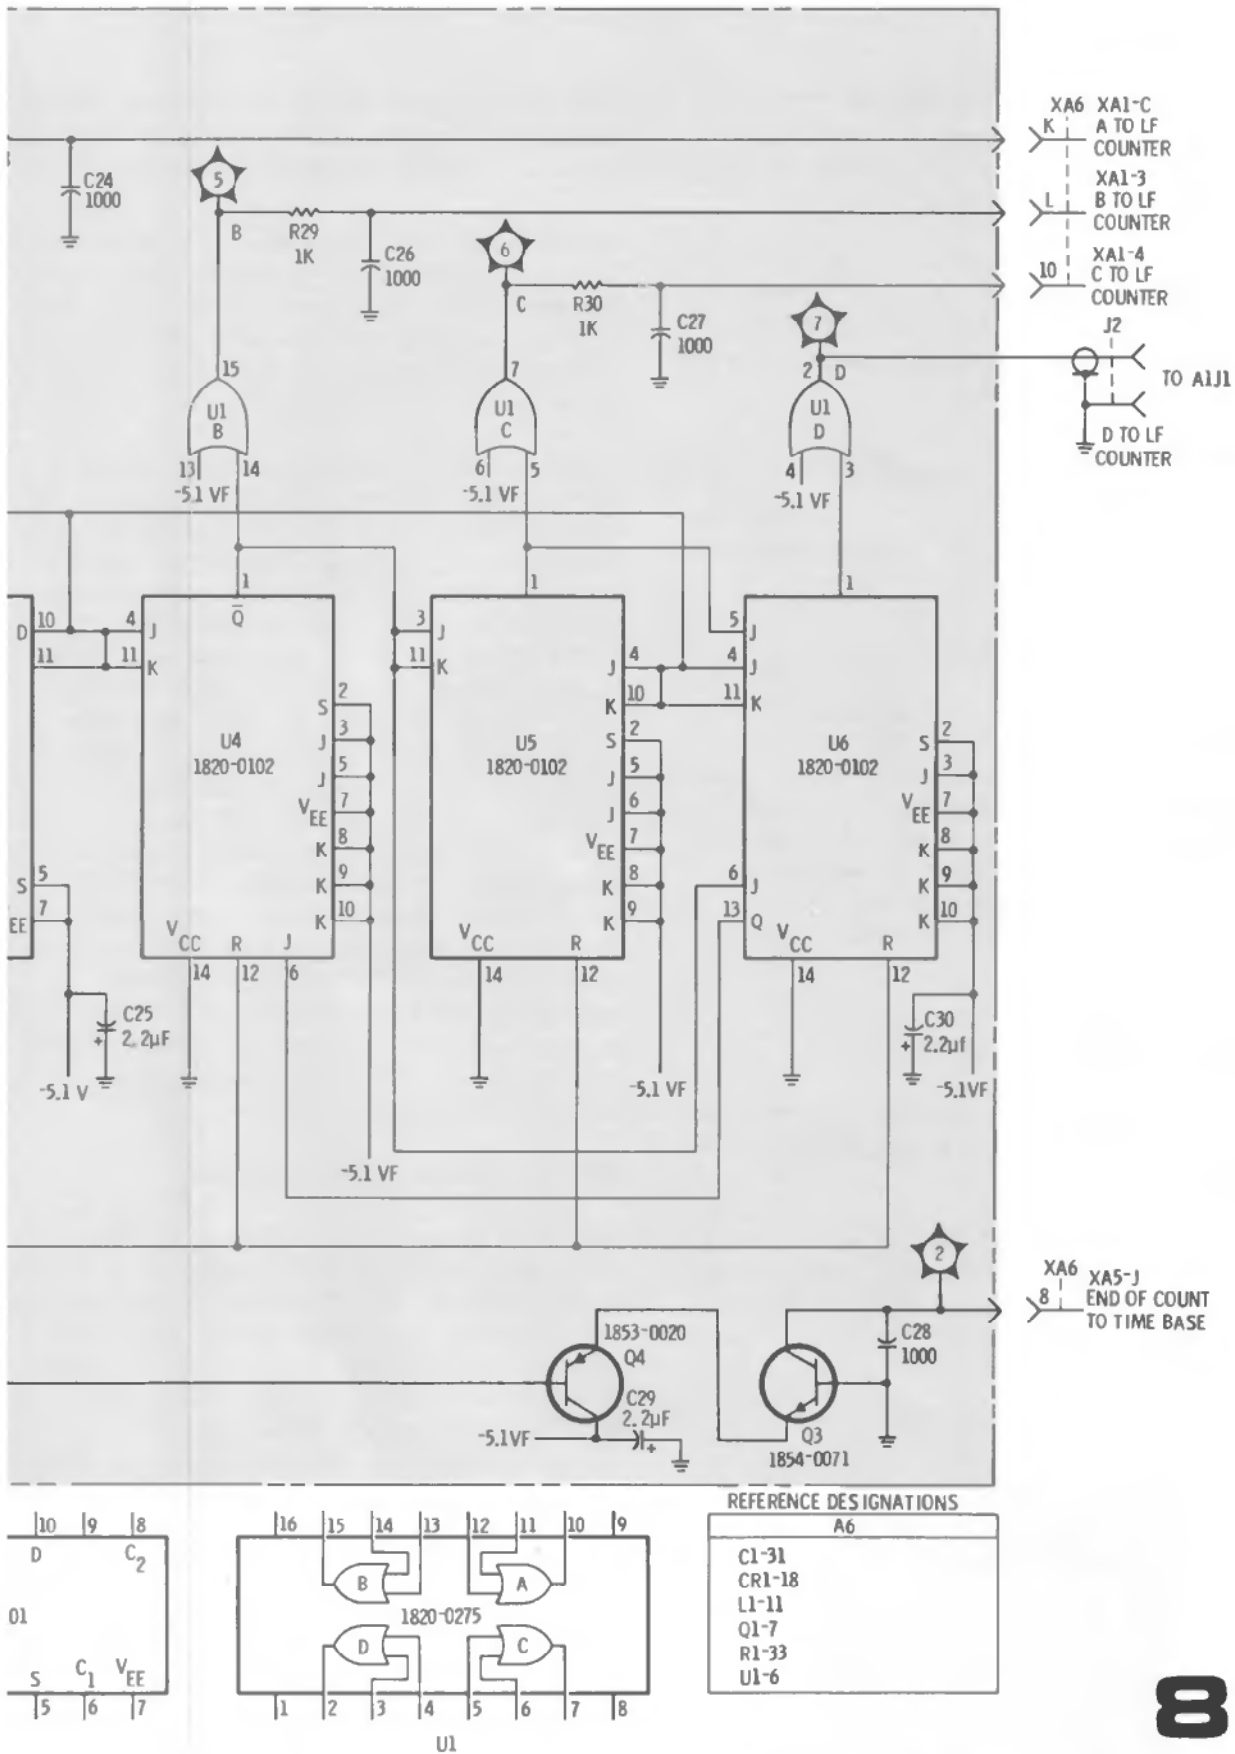 XA6 XA1-C
K A TO LF
COUNTER
C24
1000
5
XA1-3
L B TO LF
COUNTER
B
R29
1K
C26
1000
6
XA1-4
10 C TO LF
COUNTER
C
R30
1K
C27
1000
7
J2
TO A1J1
D TO LF
COUNTER
15
U1
B
13 14
-5.1 VF
7
U1
C
6 5
-5.1 VF
2 D
U1
D
4 3
-5.1 VF
1 1 1
Q̅
D 10 4 J
11 11 K
3 J
11 K
J 4
K 10
5 J
4 J
11 K
U4
1820-0102
S 2
J 3
J 5
VEE 7
K 8
K 9
K 10
U5
1820-0102
S 2
J 5
J 6
VEE 7
K 8
K 9
U6
1820-0102
S 2
J 3
VEE 7
K 8
K 9
K 10
6 J
13 Q
S 5
EE 7
VCC R J
14 12 6
VCC R
14 12
VCC R
14 12
C25
+ 2.2µF
-5.1 V
-5.1 VF
-5.1 VF
C30
+ 2.2µf
-5.1VF
2
XA6 XA5-J
8 END OF COUNT
TO TIME BASE
1853-0020
Q4
C29
2.2µF
+
-5.1VF
C28
1000
Q3
1854-0071
10 9 8
D C2
01
S C1 VEE
5 6 7
16 15 14 13 12 11 10 9
B A
1820-0275
D C
1 2 3 4 5 6 7 8
U1
REFERENCE DESIGNATIONS
A6
C1-31
CR1-18
L1-11
Q1-7
R1-33
U1-6
8